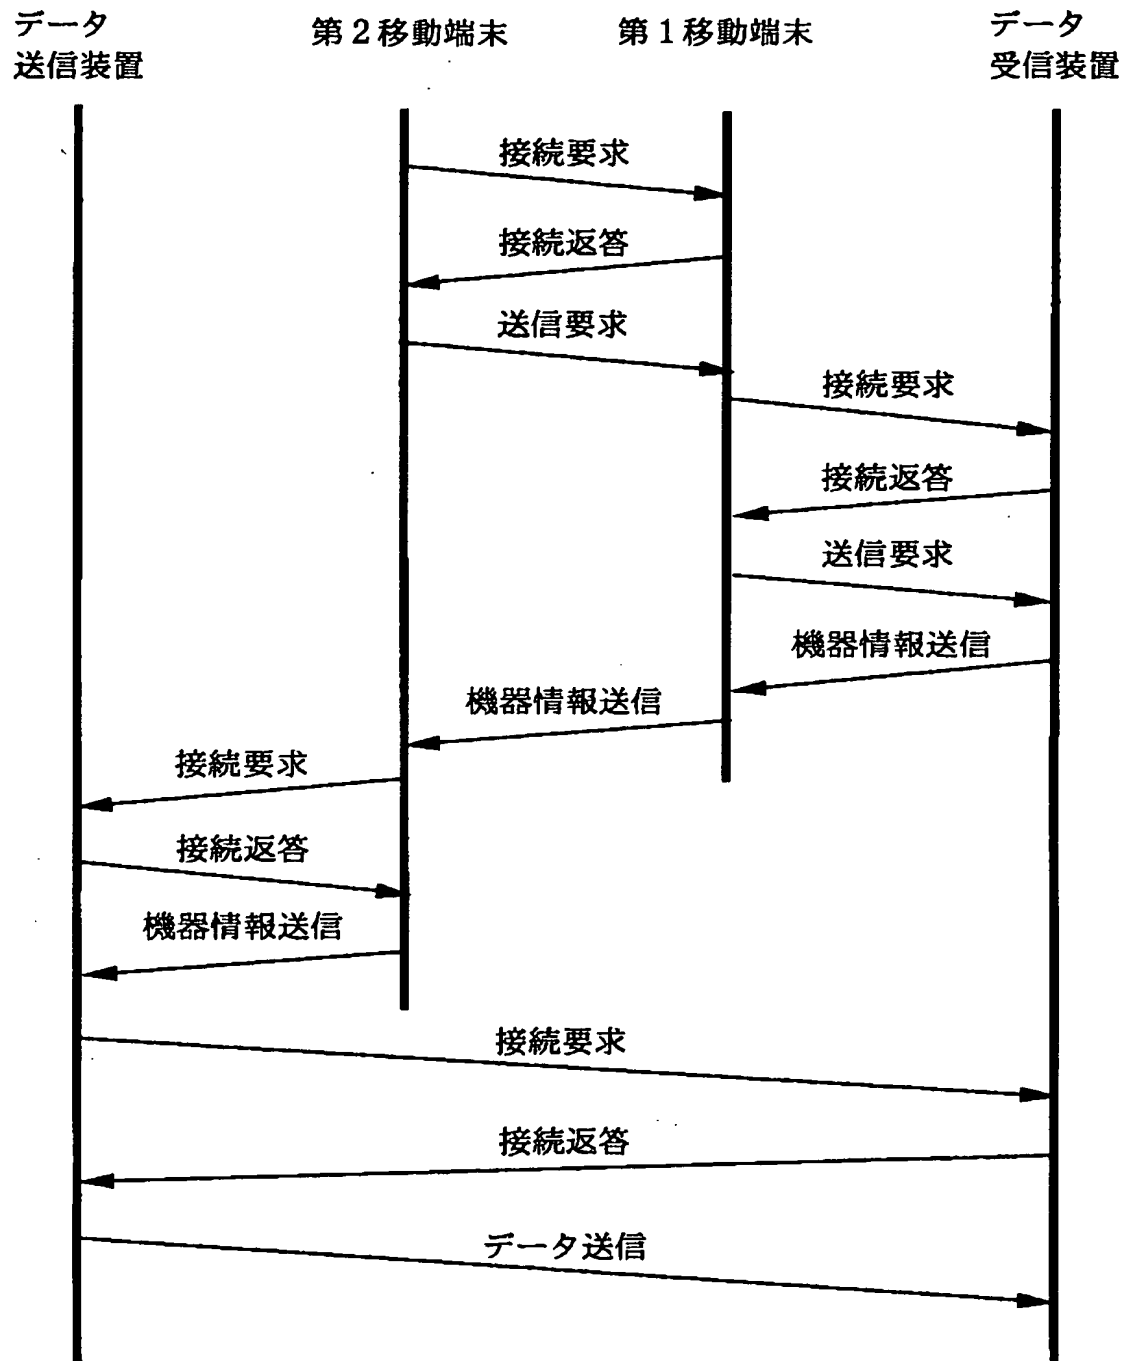 データ
送信装置
第2移動端末
第1移動端末
データ
受信装置
接続要求
接続返答
送信要求
接続要求
接続返答
送信要求
機器情報送信
機器情報送信
接続要求
接続返答
機器情報送信
接続要求
接続返答
データ送信